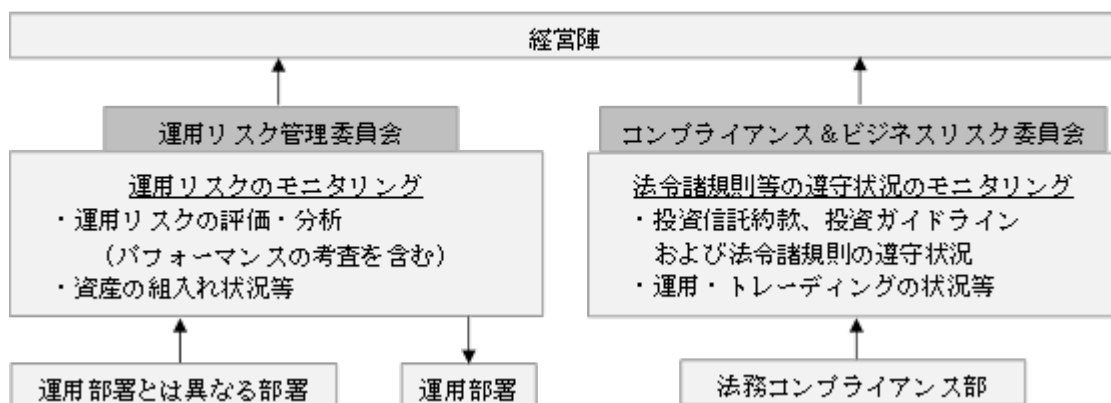 経営陣
運用リスク管理委員会
運用リスクのモニタリング
・運用リスクの評価・分析
（パフォーマンスの考査を含む）
・資産の組入れ状況等
運用部署とは異なる部署
運用部署
コンプライアンス＆ビジネスリスク委員会
法令諸規則等の遵守状況のモニタリング
・投資信託約款、投資ガイドライン
および法令諸規則の遵守状況
・運用・トレーディングの状況等
法務コンプライアンス部